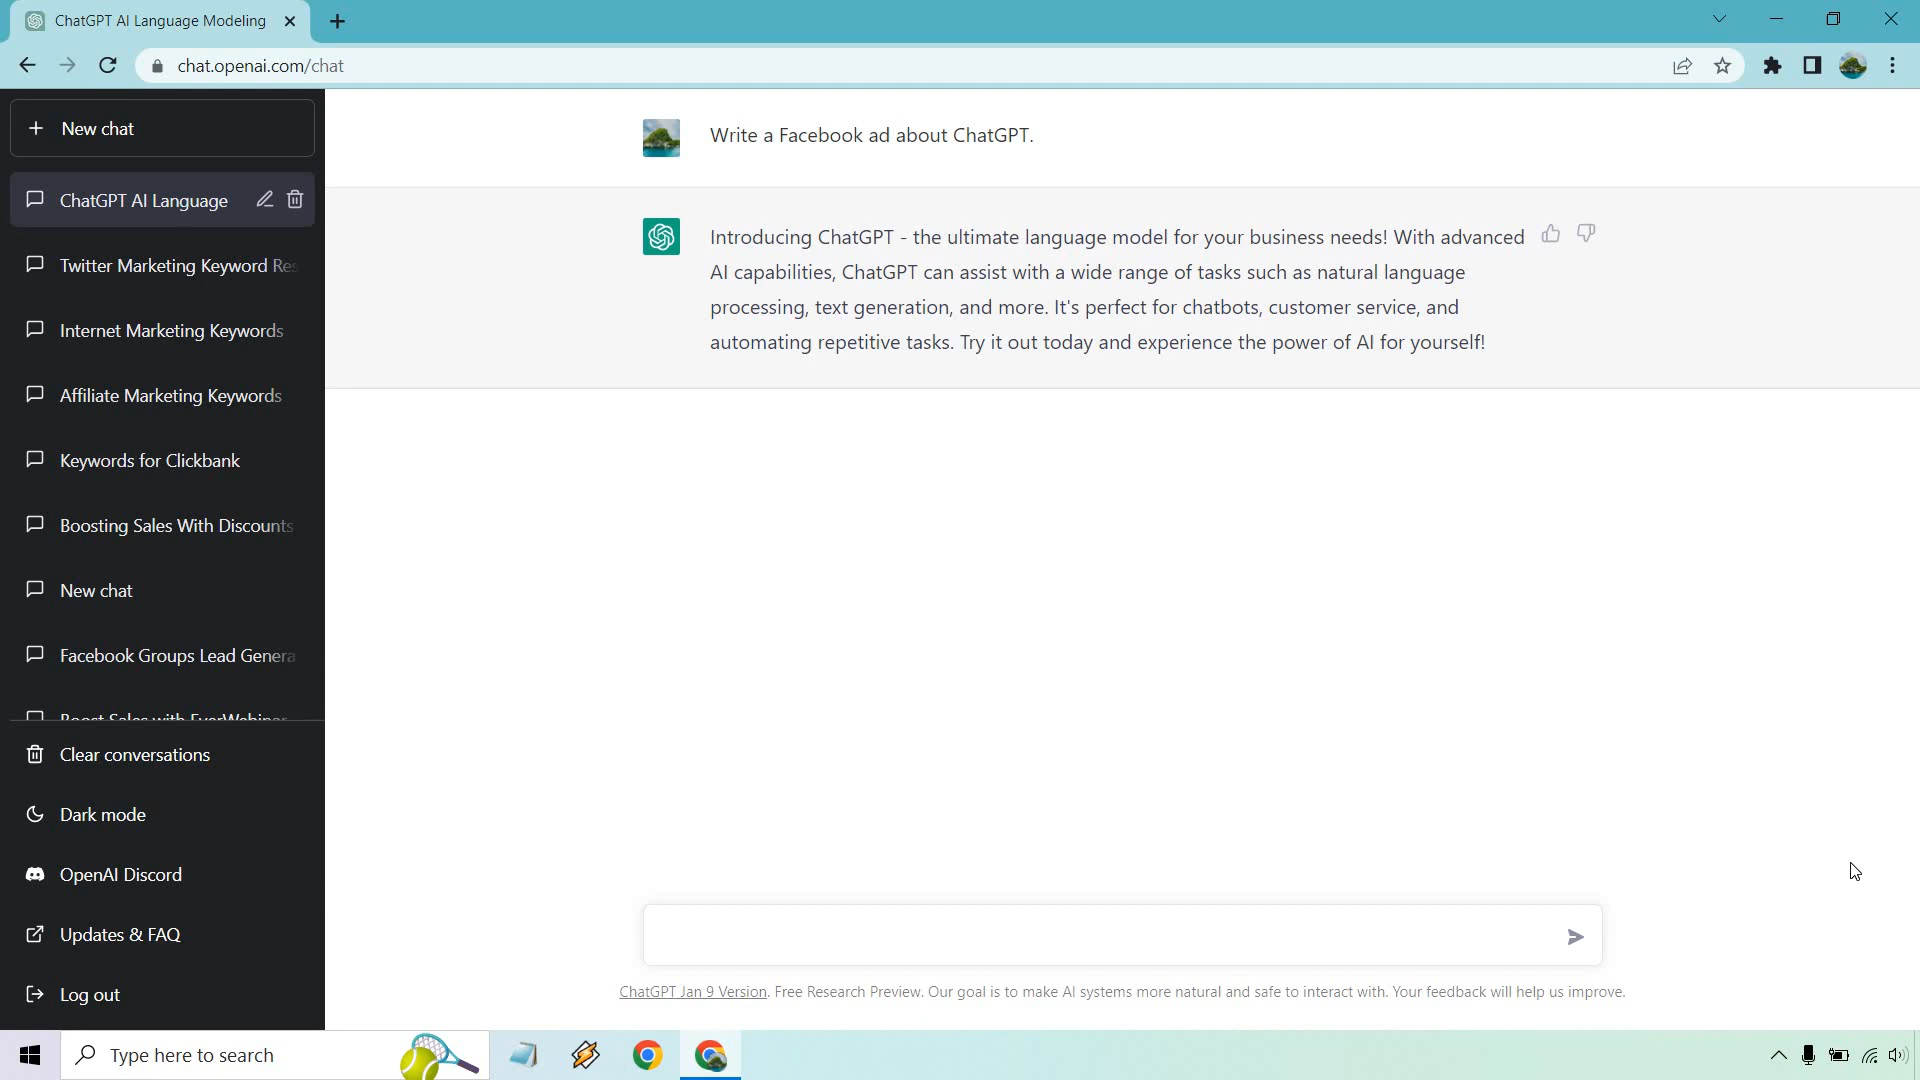 ChatGPT AI Language Modeling
chat.openai.com/chat
New chat
ChatGPT AI Language
Twitter Marketing Keyword Res
Internet Marketing Keywords
Affiliate Marketing Keywords
Keywords for Clickbank
Boosting Sales With Discounts
New chat
Facebook Groups Lead Genera
Boost Sales with EverWebinar
Clear conversations
Dark mode
OpenAI Discord
Updates & FAQ
Log out
Write a Facebook ad about ChatGPT.
Introducing ChatGPT - the ultimate language model for your business needs! With advanced
AI capabilities, ChatGPT can assist with a wide range of tasks such as natural language
processing, text generation, and more. It's perfect for chatbots, customer service, and
automating repetitive tasks. Try it out today and experience the power of AI for yourself!
ChatGPT Jan 9 Version. Free Research Preview. Our goal is to make AI systems more natural and safe to interact with. Your feedback will help us improve.
Type here to search